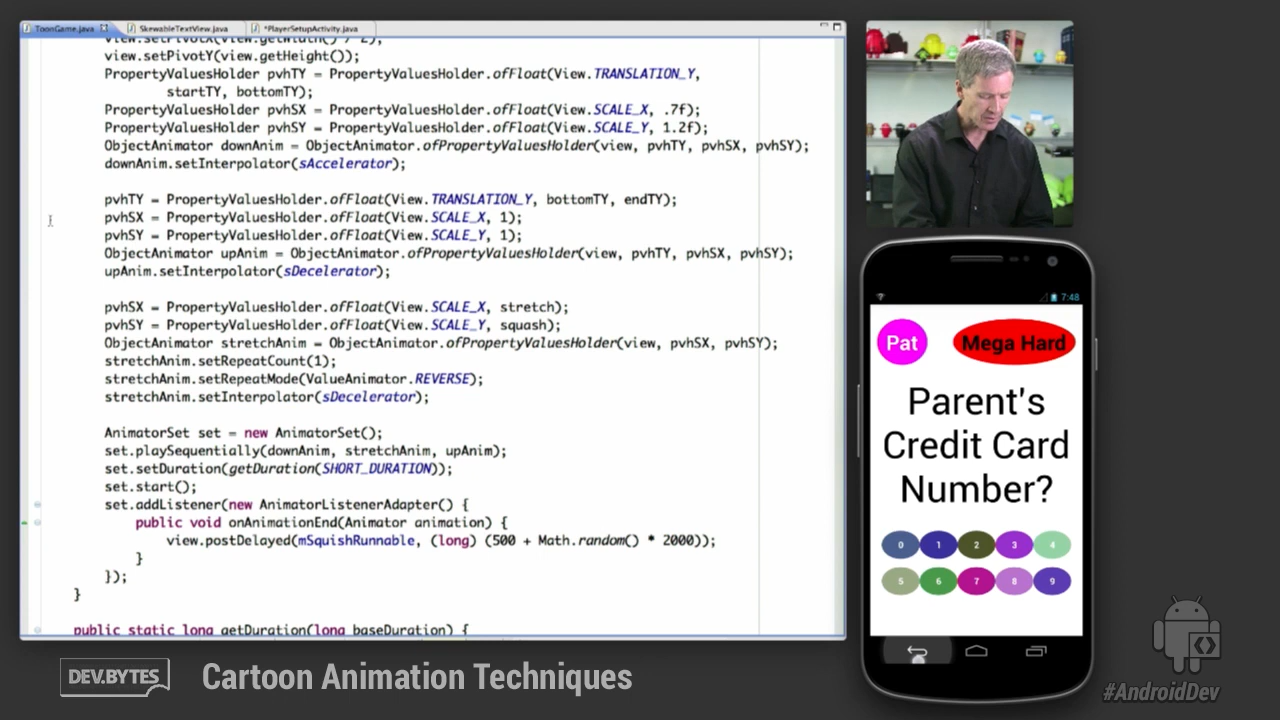 ToonGame.java
SkewableTextView.java
*PlayerSetupActivity.java
view.setPivotX(view.getWidth() / 2);
view.setPivotY(view.getHeight());
PropertyValuesHolder pvhTY = PropertyValuesHolder.ofFloat(View.TRANSLATION_Y,
startTY, bottomTY);
PropertyValuesHolder pvhSX = PropertyValuesHolder.ofFloat(View.SCALE_X, .7f);
PropertyValuesHolder pvhSY = PropertyValuesHolder.ofFloat(View.SCALE_Y, 1.2f);
ObjectAnimator downAnim = ObjectAnimator.ofPropertyValuesHolder(view, pvhTY, pvhSX, pvhSY);
downAnim.setInterpolator(sAccelerator);
pvhTY = PropertyValuesHolder.ofFloat(View.TRANSLATION_Y, bottomTY, endTY);
pvhSX = PropertyValuesHolder.ofFloat(View.SCALE_X, 1);
pvhSY = PropertyValuesHolder.ofFloat(View.SCALE_Y, 1);
ObjectAnimator upAnim = ObjectAnimator.ofPropertyValuesHolder(view, pvhTY, pvhSX, pvhSY);
upAnim.setInterpolator(sDecelerator);
pvhSX = PropertyValuesHolder.ofFloat(View.SCALE_X, stretch);
pvhSY = PropertyValuesHolder.ofFloat(View.SCALE_Y, squash);
ObjectAnimator stretchAnim = ObjectAnimator.ofPropertyValuesHolder(view, pvhSX, pvhSY);
stretchAnim.setRepeatCount(1);
stretchAnim.setRepeatMode(ValueAnimator.REVERSE);
stretchAnim.setInterpolator(sDecelerator);
AnimatorSet set = new AnimatorSet();
set.playSequentially(downAnim, stretchAnim, upAnim);
set.setDuration(getDuration(SHORT_DURATION));
set.start();
set.addListener(new AnimatorListenerAdapter() {
public void onAnimationEnd(Animator animation) {
view.postDelayed(mSquishRunnable, (long) (500 + Math.random() * 2000));
}
});
}
public static long getDuration(long baseDuration) {
7:48
Pat
Mega Hard
Parent's
Credit Card
Number?
0 1 2 3 4
5 6 7 8 9
DEV.BYTES
Cartoon Animation Techniques
#AndroidDev